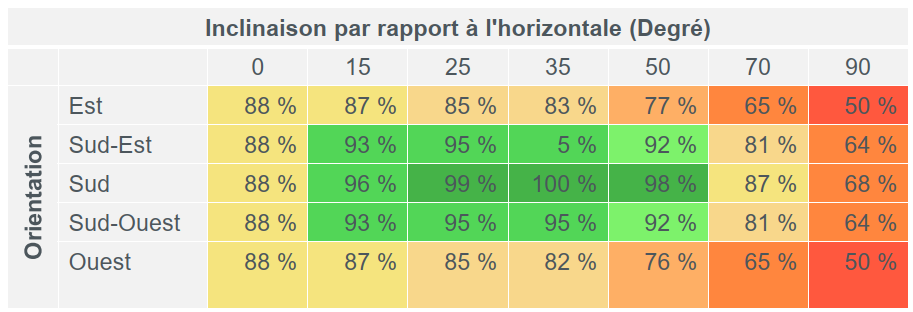 Inclinaison par rapport à l'horizontale (Degré)
0 15 25 35 50 70 90
Orientation
Est 88 % 87 % 85 % 83 % 77 % 65 % 50 %
Sud-Est 88 % 93 % 95 % 5 % 92 % 81 % 64 %
Sud 88 % 96 % 99 % 100 % 98 % 87 % 68 %
Sud-Ouest 88 % 93 % 95 % 95 % 92 % 81 % 64 %
Ouest 88 % 87 % 85 % 82 % 76 % 65 % 50 %